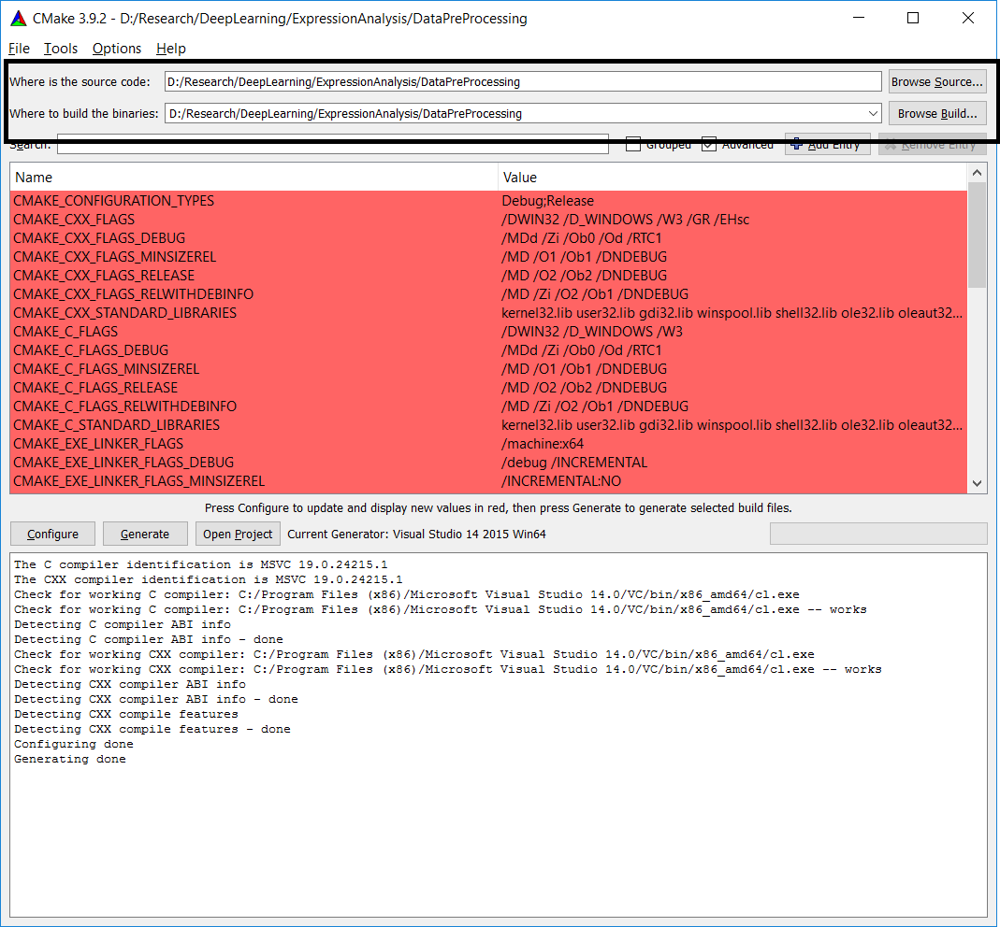 CMake 3.9.2 - D:/Research/DeepLearning/ExpressionAnalysis/DataPreProcessing
File Tools Options Help
Where is the source code: D:/Research/DeepLearning/ExpressionAnalysis/DataPreProcessing Browse Source...
Where to build the binaries: D:/Research/DeepLearning/ExpressionAnalysis/DataPreProcessing Browse Build...
Search: Grouped Advanced Add Entry Remove Entry
Name Value
CMAKE_CONFIGURATION_TYPES Debug;Release
CMAKE_CXX_FLAGS /DWIN32 /D_WINDOWS /W3 /GR /EHsc
CMAKE_CXX_FLAGS_DEBUG /MDd /Zi /Ob0 /Od /RTC1
CMAKE_CXX_FLAGS_MINSIZEREL /MD /O1 /Ob1 /DNDEBUG
CMAKE_CXX_FLAGS_RELEASE /MD /O2 /Ob2 /DNDEBUG
CMAKE_CXX_FLAGS_RELWITHDEBINFO /MD /Zi /O2 /Ob1 /DNDEBUG
CMAKE_CXX_STANDARD_LIBRARIES kernel32.lib user32.lib gdi32.lib winspool.lib shell32.lib ole32.lib oleaut32...
CMAKE_C_FLAGS /DWIN32 /D_WINDOWS /W3
CMAKE_C_FLAGS_DEBUG /MDd /Zi /Ob0 /Od /RTC1
CMAKE_C_FLAGS_MINSIZEREL /MD /O1 /Ob1 /DNDEBUG
CMAKE_C_FLAGS_RELEASE /MD /O2 /Ob2 /DNDEBUG
CMAKE_C_FLAGS_RELWITHDEBINFO /MD /Zi /O2 /Ob1 /DNDEBUG
CMAKE_C_STANDARD_LIBRARIES kernel32.lib user32.lib gdi32.lib winspool.lib shell32.lib ole32.lib oleaut32...
CMAKE_EXE_LINKER_FLAGS /machine:x64
CMAKE_EXE_LINKER_FLAGS_DEBUG /debug /INCREMENTAL
CMAKE_EXE_LINKER_FLAGS_MINSIZEREL /INCREMENTAL:NO
Press Configure to update and display new values in red, then press Generate to generate selected build files.
Configure Generate Open Project Current Generator: Visual Studio 14 2015 Win64
The C compiler identification is MSVC 19.0.24215.1
The CXX compiler identification is MSVC 19.0.24215.1
Check for working C compiler: C:/Program Files (x86)/Microsoft Visual Studio 14.0/VC/bin/x86_amd64/cl.exe
Check for working C compiler: C:/Program Files (x86)/Microsoft Visual Studio 14.0/VC/bin/x86_amd64/cl.exe -- works
Detecting C compiler ABI info
Detecting C compiler ABI info - done
Check for working CXX compiler: C:/Program Files (x86)/Microsoft Visual Studio 14.0/VC/bin/x86_amd64/cl.exe
Check for working CXX compiler: C:/Program Files (x86)/Microsoft Visual Studio 14.0/VC/bin/x86_amd64/cl.exe -- works
Detecting CXX compiler ABI info
Detecting CXX compiler ABI info - done
Detecting CXX compile features
Detecting CXX compile features - done
Configuring done
Generating done